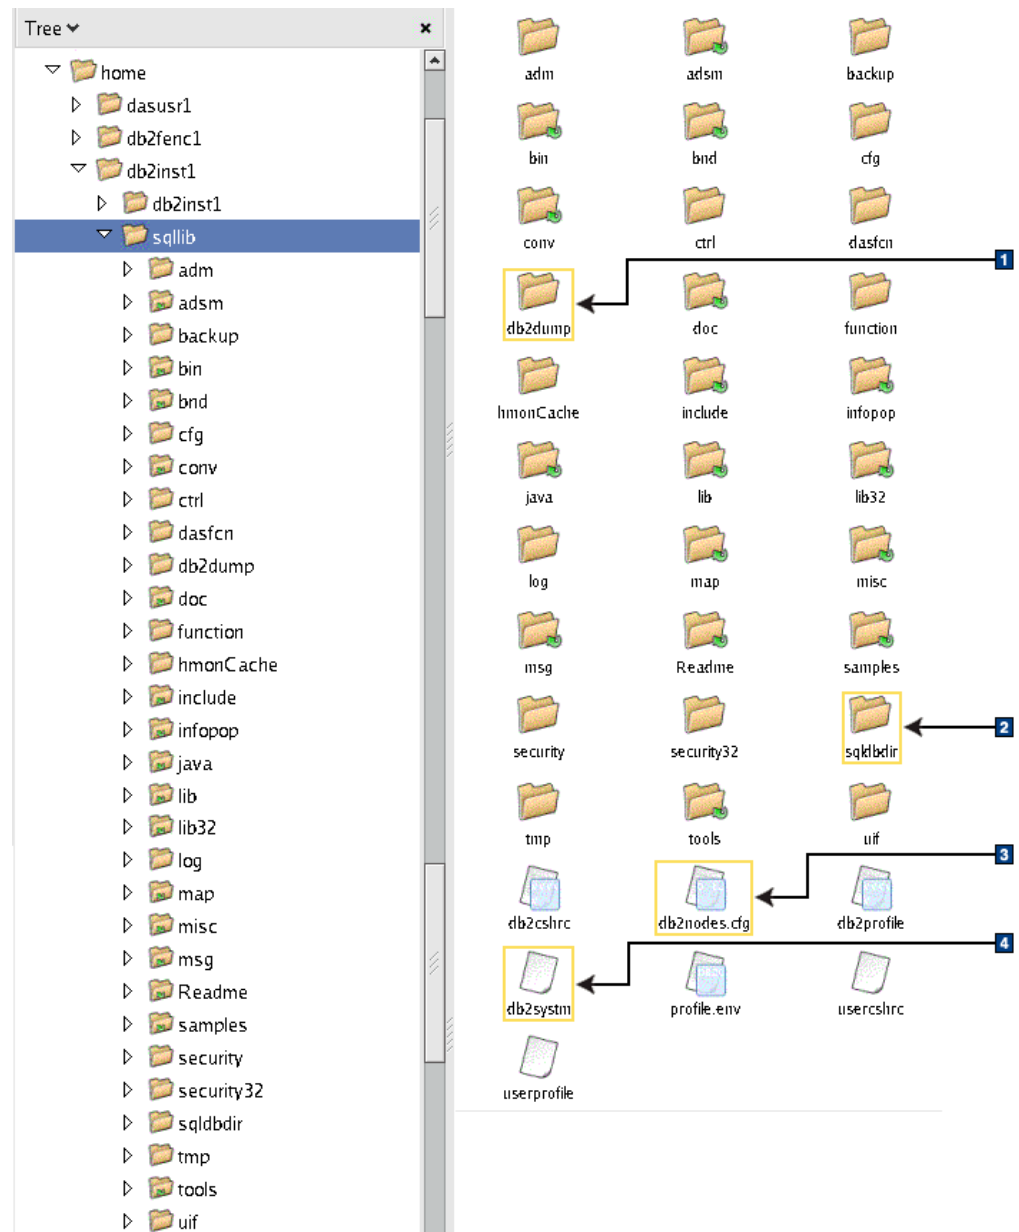 Tree
home
dasusr1
db2fenc1
db2inst1
db2inst1
sqllib
adm
adsm
backup
bin
bnd
cfg
conv
ctrl
dasfcn
db2dump
doc
function
hmonCache
include
infopop
java
lib
lib32
log
map
misc
msg
Readme
samples
security
security32
sqldbdir
tmp
tools
uif
adm adsm backup
bin bnd cfg
conv ctrl dasfcn
1
db2dump doc function
hmonCache include infopop
java lib lib32
log map misc
msg Readme samples
2
security security32 sqldbdir
tmp tools uif
3
db2cshrc db2nodes.cfg db2profile
4
db2systm profile.env usercshrc
userprofile